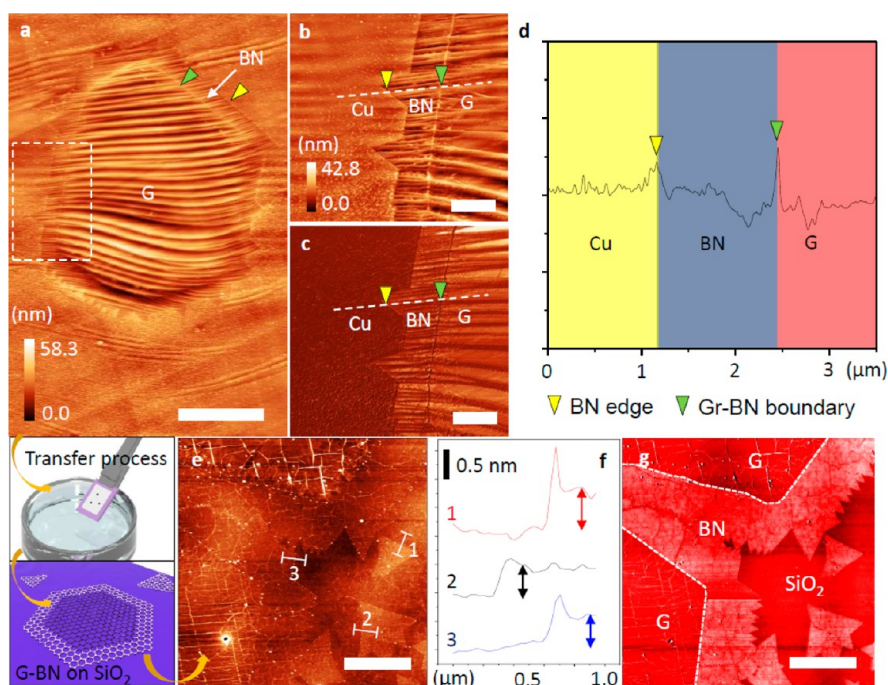 a
BN
G
(nm)
58.3
0.0
b
Cu
BN
G
(nm)
42.8
0.0
c
Cu
BN
G
d
Cu
BN
G
0
1
2
3
(μm)
BN edge
Gr-BN boundary
Transfer process
G-BN on SiO₂
e
1
2
3
f
0.5 nm
1
2
3
(μm)
0.5
1.0
g
G
BN
SiO₂
G